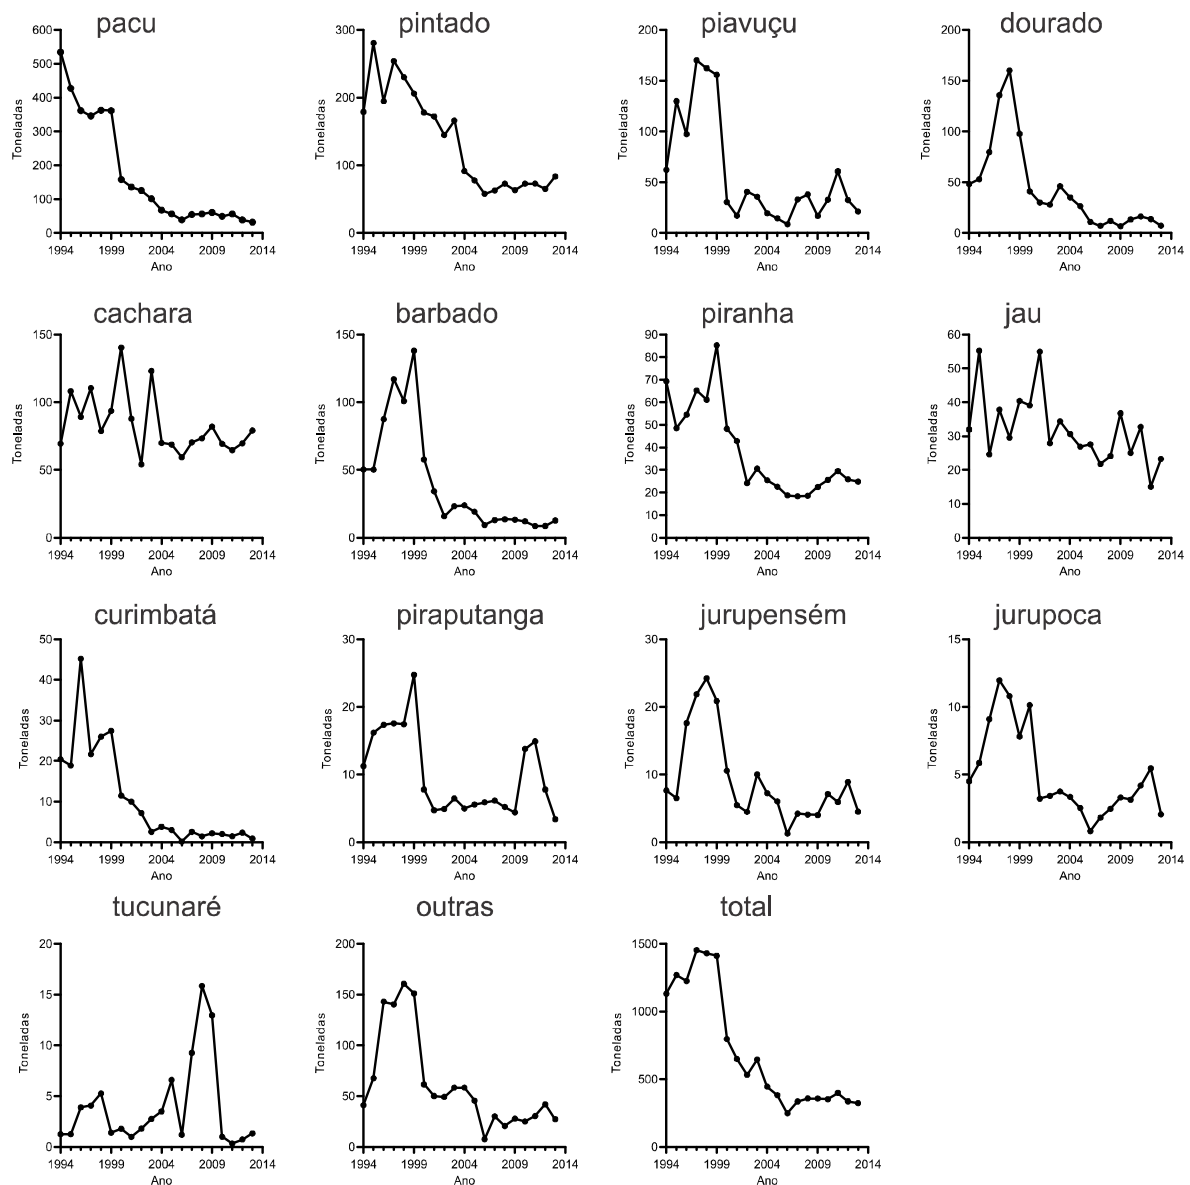 pacu
600
500
400
300
200
100
0
Toneladas
1994 1999 2004 2009 2014
Ano
pintado
300
200
100
0
Toneladas
1994 1999 2004 2009 2014
Ano
piavuçu
200
150
100
50
0
Toneladas
1994 1999 2004 2009 2014
Ano
dourado
200
150
100
50
0
Toneladas
1994 1999 2004 2009 2014
Ano
cachara
150
100
50
0
Toneladas
1994 1999 2004 2009 2014
Ano
barbado
150
100
50
0
Toneladas
1994 1999 2004 2009 2014
Ano
piranha
90
80
70
60
50
40
30
20
10
0
Toneladas
1994 1999 2004 2009 2014
Ano
jau
60
50
40
30
20
10
0
Toneladas
1994 1999 2004 2009 2014
Ano
curimbatá
50
40
30
20
10
0
Toneladas
1994 1999 2004 2009 2014
Ano
piraputanga
30
20
10
0
Toneladas
1994 1999 2004 2009 2014
Ano
jurupensém
30
20
10
0
Toneladas
1994 1999 2004 2009 2014
Ano
jurupoca
15
10
5
0
Toneladas
1994 1999 2004 2009 2014
Ano
tucunaré
20
15
10
5
0
Toneladas
1994 1999 2004 2009 2014
Ano
outras
200
150
100
50
0
Toneladas
1994 1999 2004 2009 2014
Ano
total
1500
1000
500
0
Toneladas
1994 1999 2004 2009 2014
Ano